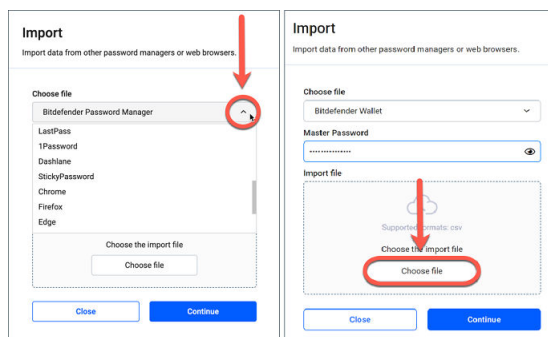 Import
Import data from other password managers or web browsers.
Choose file
Bitdefender Password Manager
LastPass
1Password
Dashlane
StickyPassword
Chrome
Firefox
Edge
Choose the import file
Choose file
Close
Continue
Import
Import data from other password managers or web browsers.
Choose file
Bitdefender Wallet
Master Password
Import file
Supported formats: csv
Choose the import file
Choose file
Close
Continue